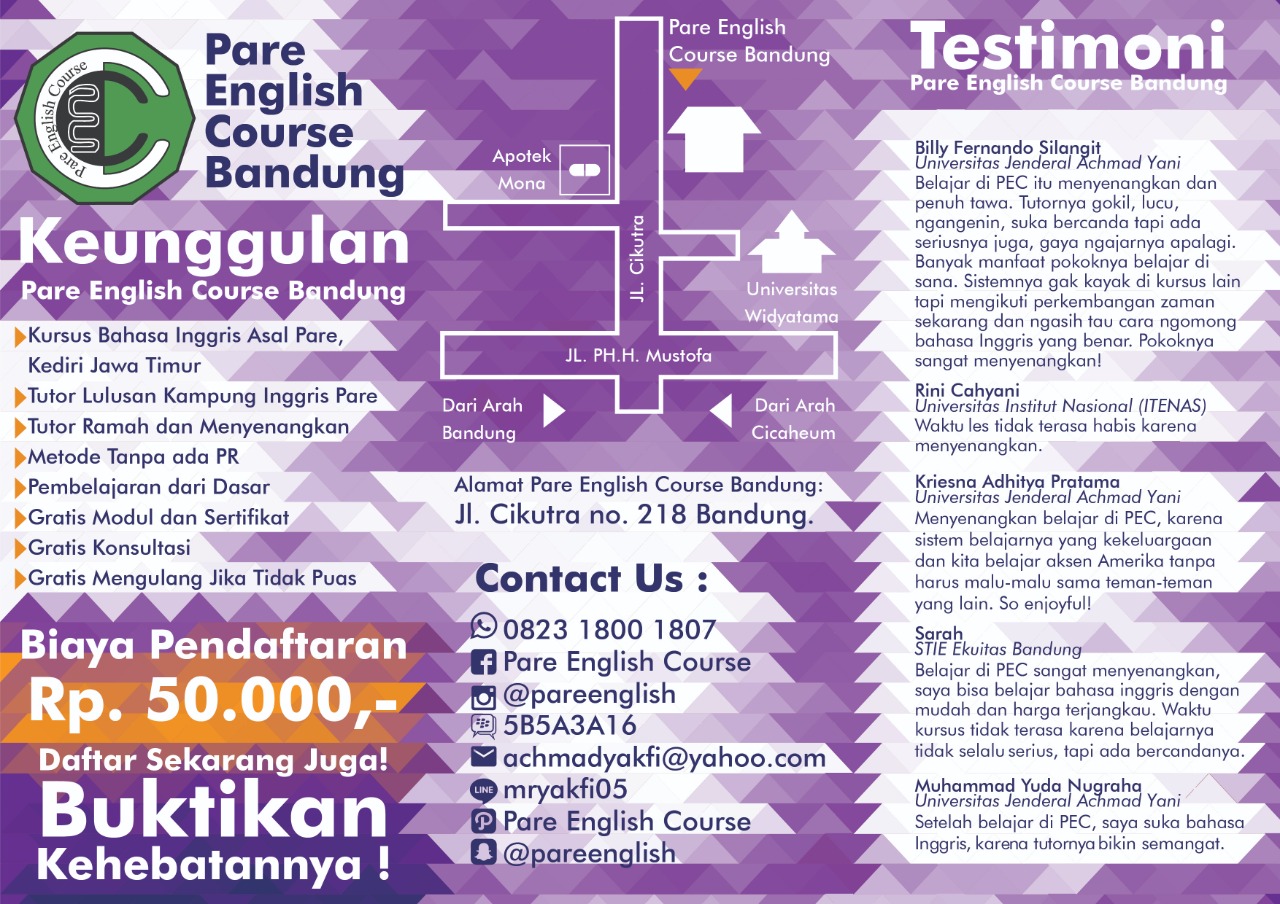 Pare English Course
Pare
English
Course
Bandung
Keunggulan
Pare English Course Bandung
Kursus Bahasa Inggris Asal Pare,
Kediri Jawa Timur
Tutor Lulusan Kampung Inggris Pare
Tutor Ramah dan Menyenangkan
Metode Tanpa ada PR
Pembelajaran dari Dasar
Gratis Modul dan Sertifikat
Gratis Konsultasi
Gratis Mengulang Jika Tidak Puas
Biaya Pendaftaran
Rp. 50.000,-
Daftar Sekarang Juga!
Buktikan
Kehebatannya !
Pare English
Course Bandung
Apotek
Mona
JL. Cikutra
Universitas
Widyatama
JL. PH.H. Mustofa
Dari Arah
Bandung
Dari Arah
Cicaheum
Alamat Pare English Course Bandung:
Jl. Cikutra no. 218 Bandung.
Contact Us :
0823 1800 1807
Pare English Course
@pareenglish
5B5A3A16
achmadyakfi@yahoo.com
LINE mryakfi05
Pare English Course
@pareenglish
Testimoni
Pare English Course Bandung
Billy Fernando Silangit
Universitas Jenderal Achmad Yani
Belajar di PEC itu menyenangkan dan
penuh tawa. Tutornya gokil, lucu,
ngangenin, suka bercanda tapi ada
seriusnya juga, gaya ngajarnya apalagi.
Banyak manfaat pokoknya belajar di
sana. Sistemnya gak kayak di kursus lain
tapi mengikuti perkembangan zaman
sekarang dan ngasih tau cara ngomong
bahasa Inggris yang benar. Pokoknya
sangat menyenangkan!
Rini Cahyani
Universitas Institut Nasional (ITENAS)
Waktu les tidak terasa habis karena
menyenangkan.
Kriesna Adhitya Pratama
Universitas Jenderal Achmad Yani
Menyenangkan belajar di PEC, karena
sistem belajarnya yang kekeluargaan
dan kita belajar aksen Amerika tanpa
harus malu-malu sama teman-teman
yang lain. So enjoyful!
Sarah
STIE Ekuitas Bandung
Belajar di PEC sangat menyenangkan,
saya bisa belajar bahasa inggris dengan
mudah dan harga terjangkau. Waktu
kursus tidak terasa karena belajarnya
tidak selalu serius, tapi ada bercandanya.
Muhammad Yuda Nugraha
Universitas Jenderal Achmad Yani
Setelah belajar di PEC, saya suka bahasa
Inggris, karena tutornya bikin semangat.